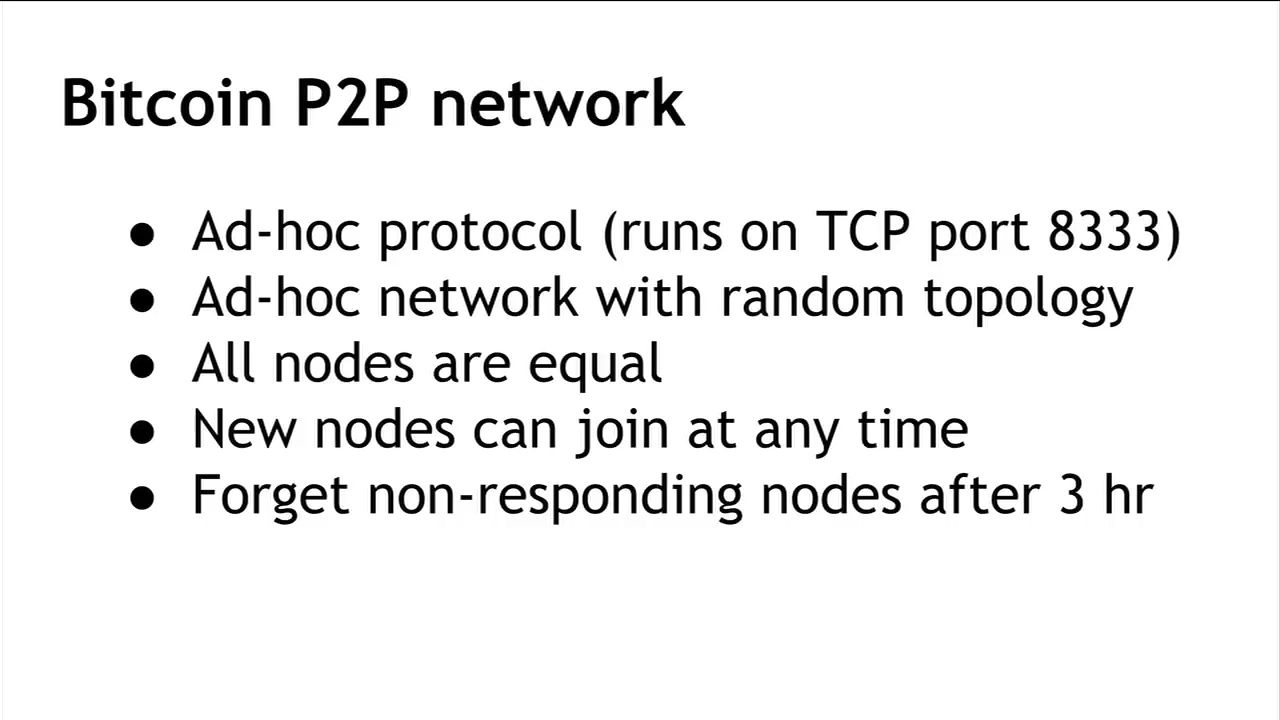 Bitcoin P2P network
● Ad-hoc protocol (runs on TCP port 8333)
● Ad-hoc network with random topology
● All nodes are equal
● New nodes can join at any time
● Forget non-responding nodes after 3 hr